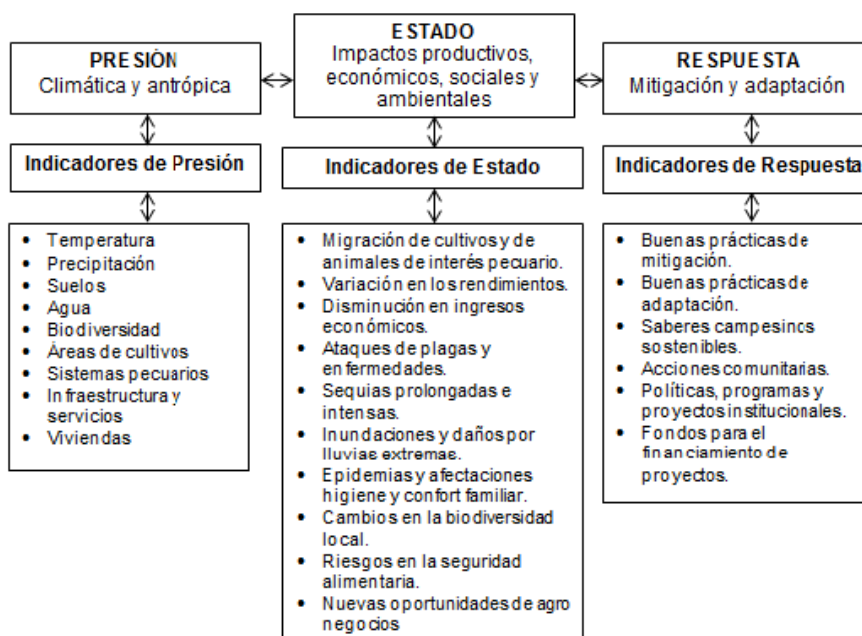 PRESIÓN
Climática y antrópica
ESTADO
Impactos productivos,
económicos, sociales y
ambientales
RESPUESTA
Mitigación y adaptación
Indicadores de Presión
Indicadores de Estado
Indicadores de Respuesta
• Temperatura
• Precipitación
• Suelos
• Agua
• Biodiversidad
• Áreas de cultivos
• Sistemas pecuarios
• Infraestructura y
servicios
• Viviendas
• Migración de cultivos y de
animales de interés pecuario.
• Variación en los rendimientos.
• Disminución en ingresos
económicos.
• Ataques de plagas y
enfermedades.
• Sequias prolongadas e
intensas.
• Inundaciones y daños por
lluvias extremas.
• Epidemias y afectaciones
higiene y confort familiar.
• Cambios en la biodiversidad
local.
• Riesgos en la seguridad
alimentaria.
• Nuevas oportunidades de agro
negocios
• Buenas prácticas de
mitigación.
• Buenas prácticas de
adaptación.
• Saberes campesinos
sostenibles.
• Acciones comunitarias.
• Políticas, programas y
proyectos institucionales.
• Fondos para el
financiamiento de
proyectos.